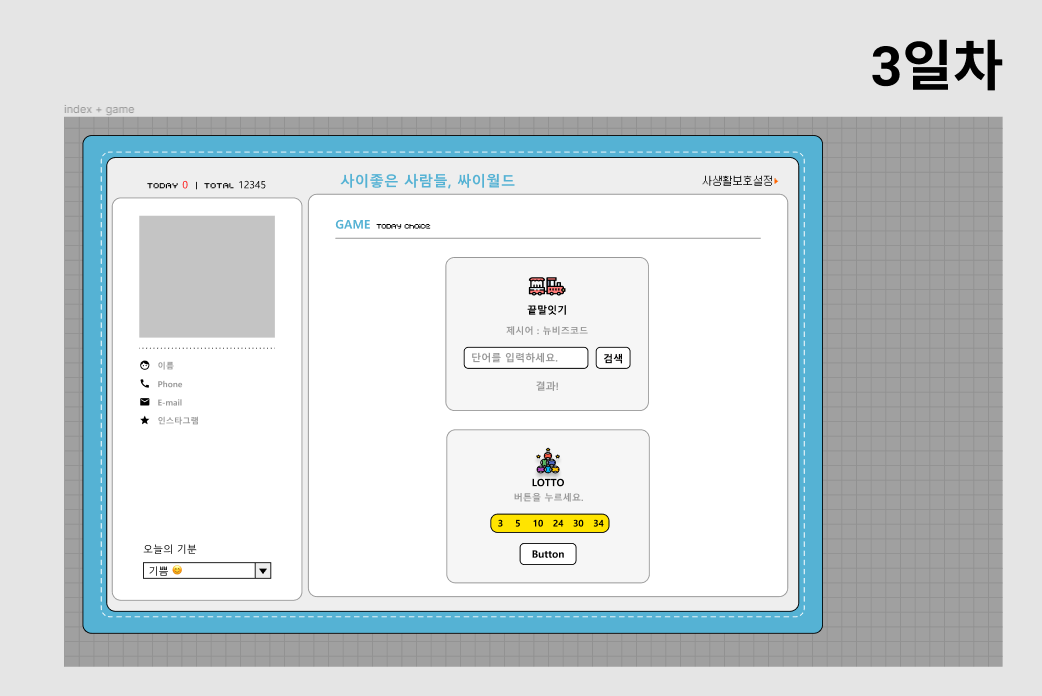 3일차
index + game
TODAY 0 | TOTAL 12345
사이좋은 사람들, 싸이월드
사생활보호설정
이름
Phone
E-mail
인스타그램
오늘의 기분
기쁨 😊
GAME TODAY CHOICE
끝말잇기
제시어 : 뉴비즈코드
단어를 입력하세요.
검색
결과!
LOTTO
버튼을 누르세요.
3 5 10 24 30 34
Button